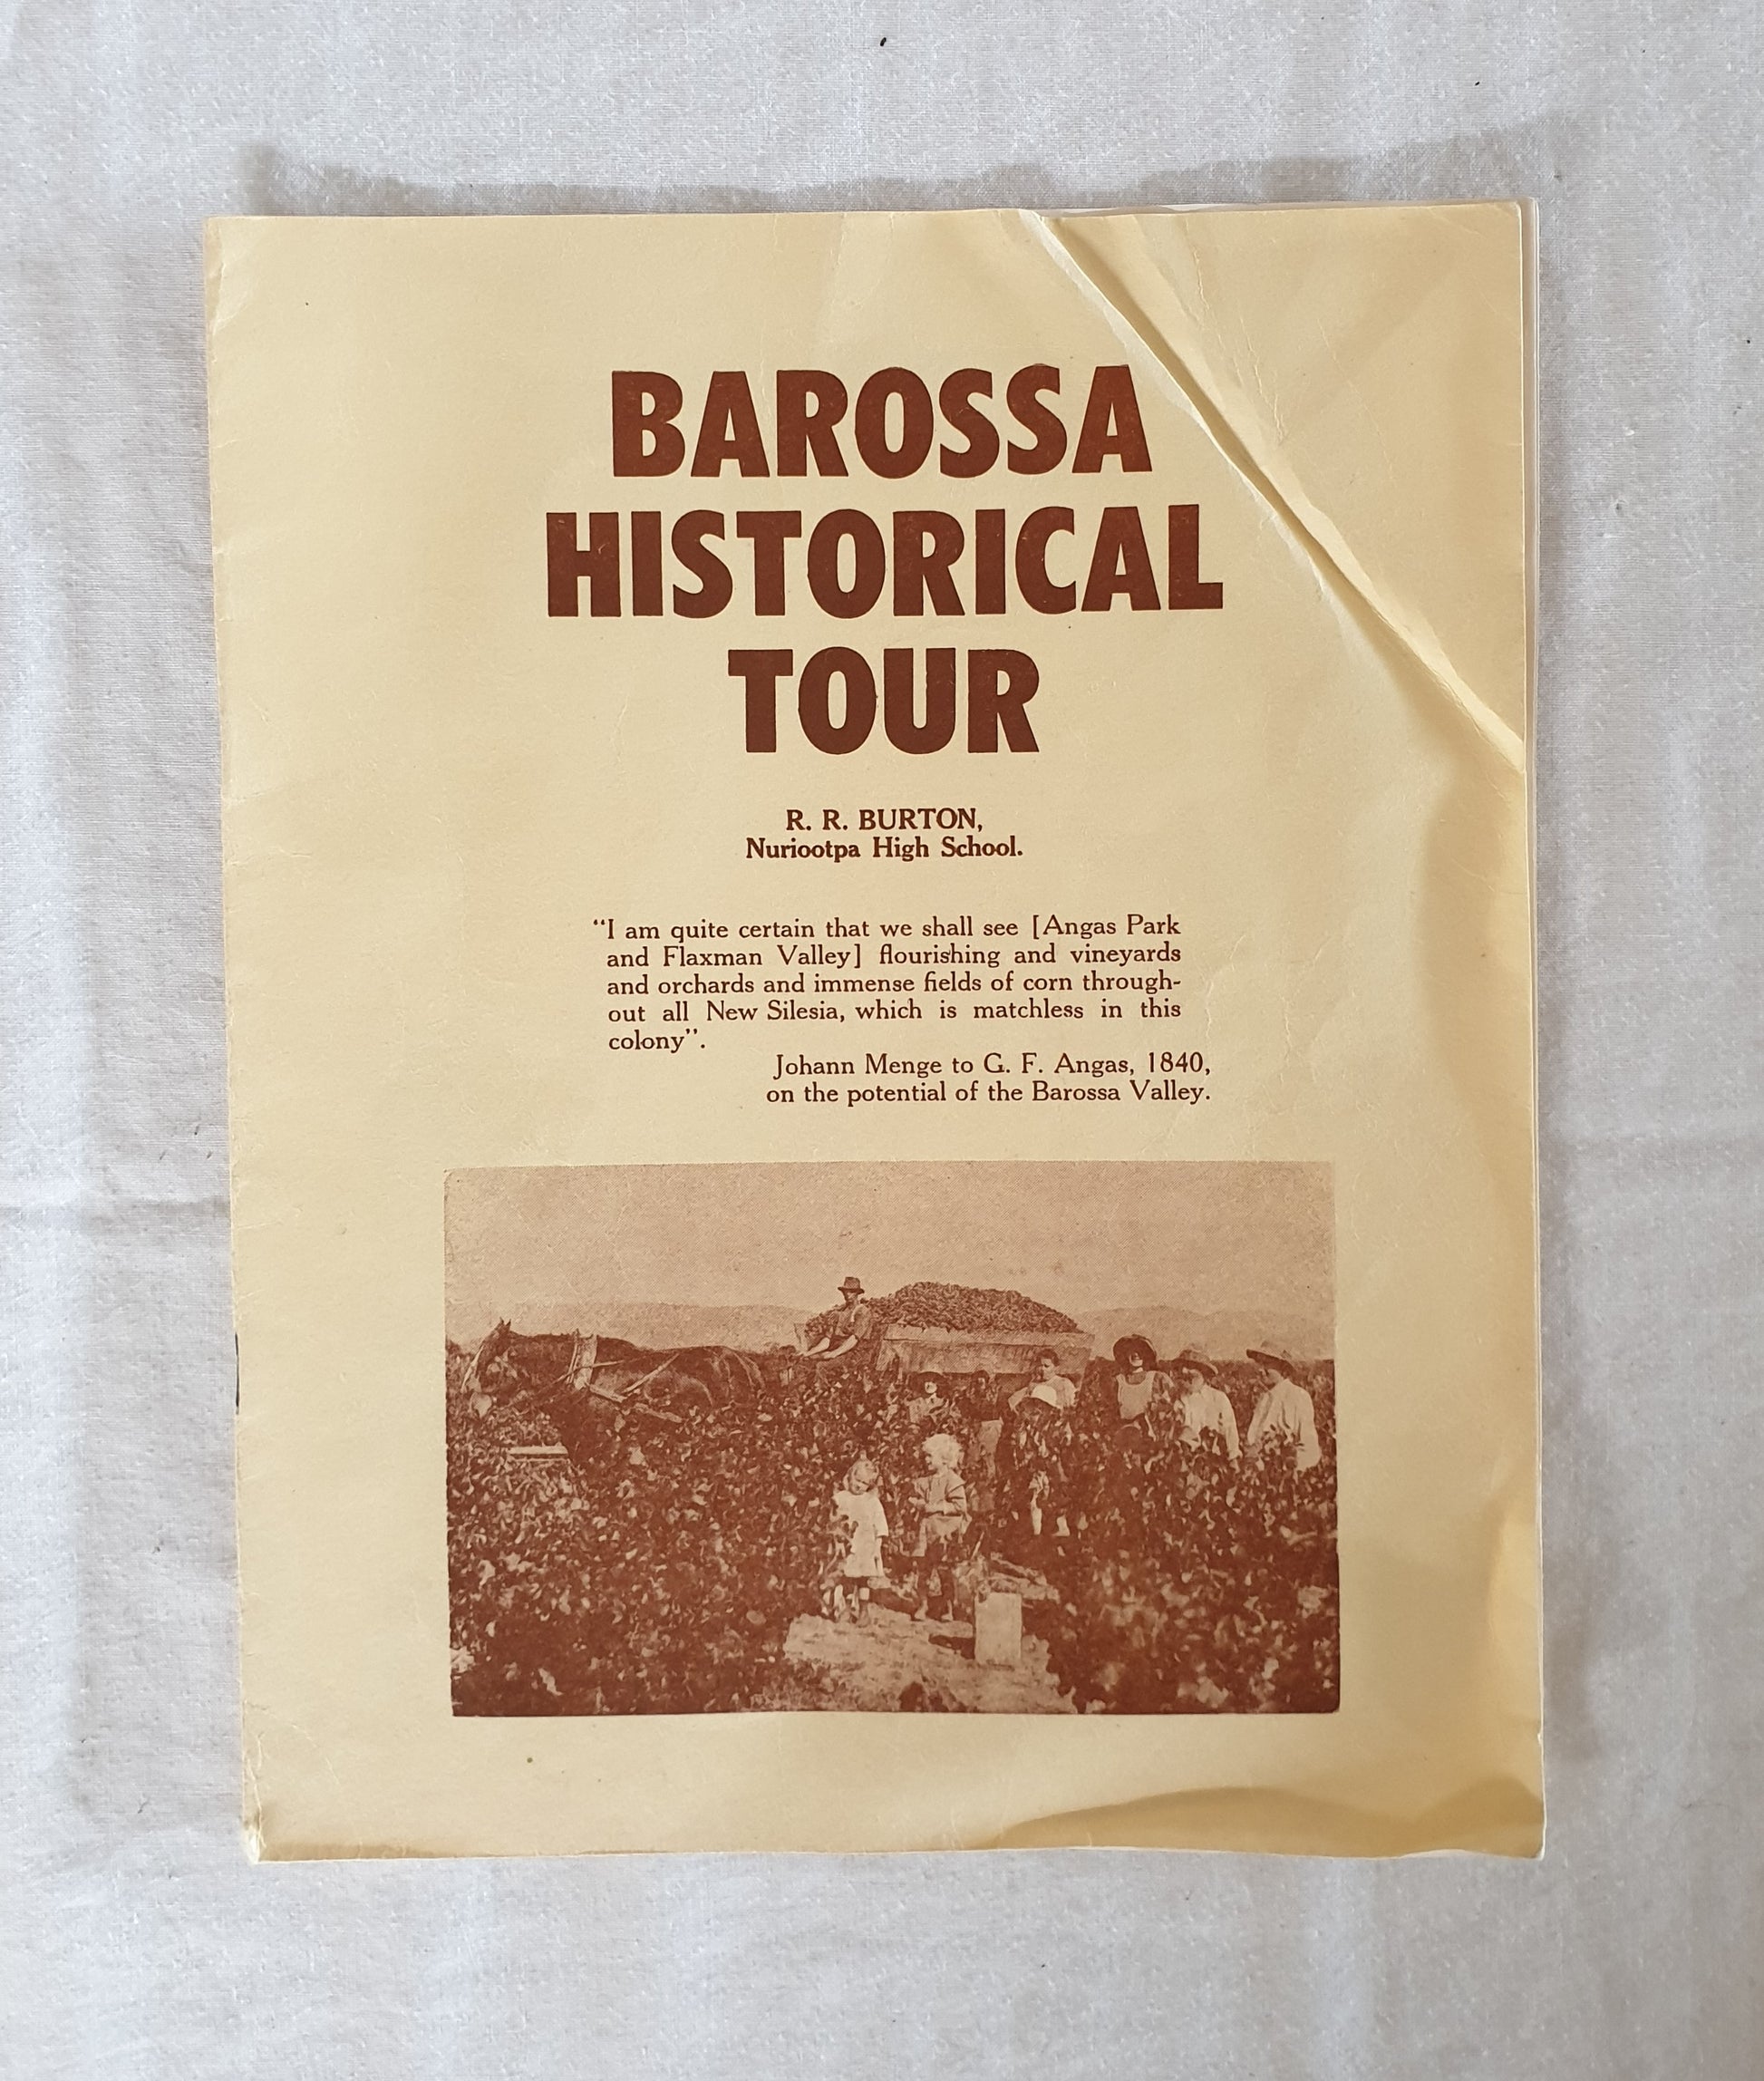 BAROSSA
HISTORICAL
TOUR
R. R. BURTON,
Nuriootpa High School.
“I am quite certain that we shall see [Angas Park
and Flaxman Valley] flourishing and vineyards
and orchards and immense fields of corn through-
out all New Silesia, which is matchless in this
colony”.
Johann Menge to G. F. Angas, 1840,
on the potential of the Barossa Valley.